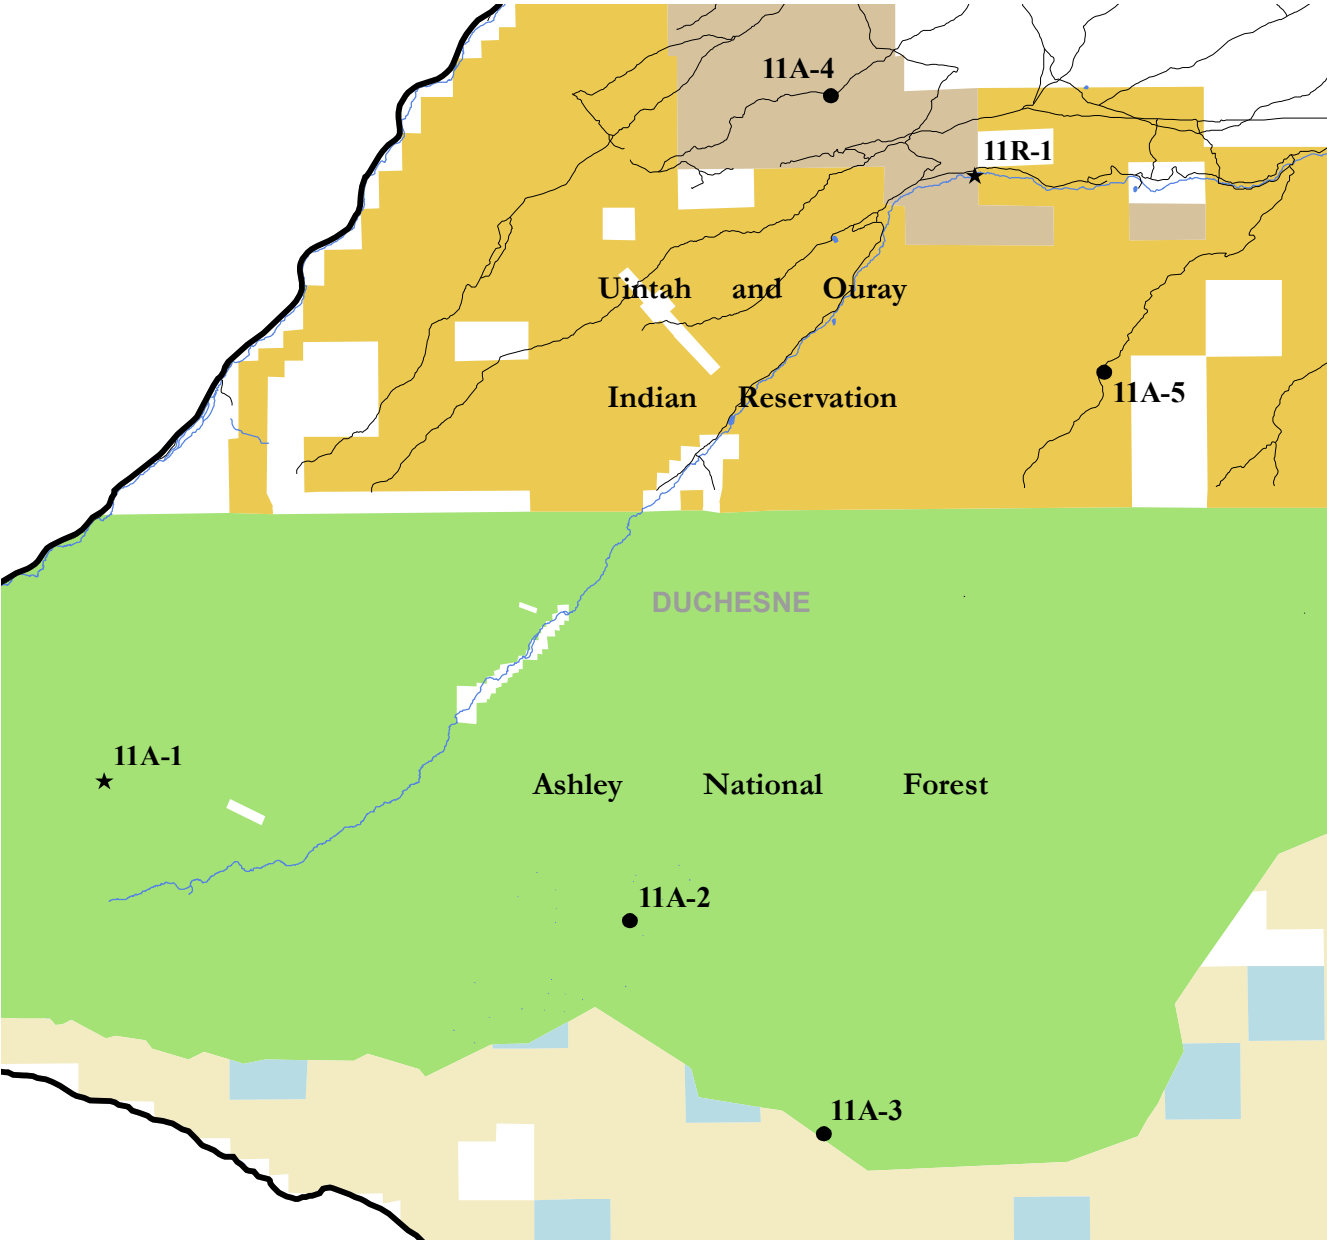 11A-4
11R-1
Uintah and Ouray
Indian Reservation
11A-5
DUCHESNE
11A-1
Ashley National Forest
11A-2
11A-3